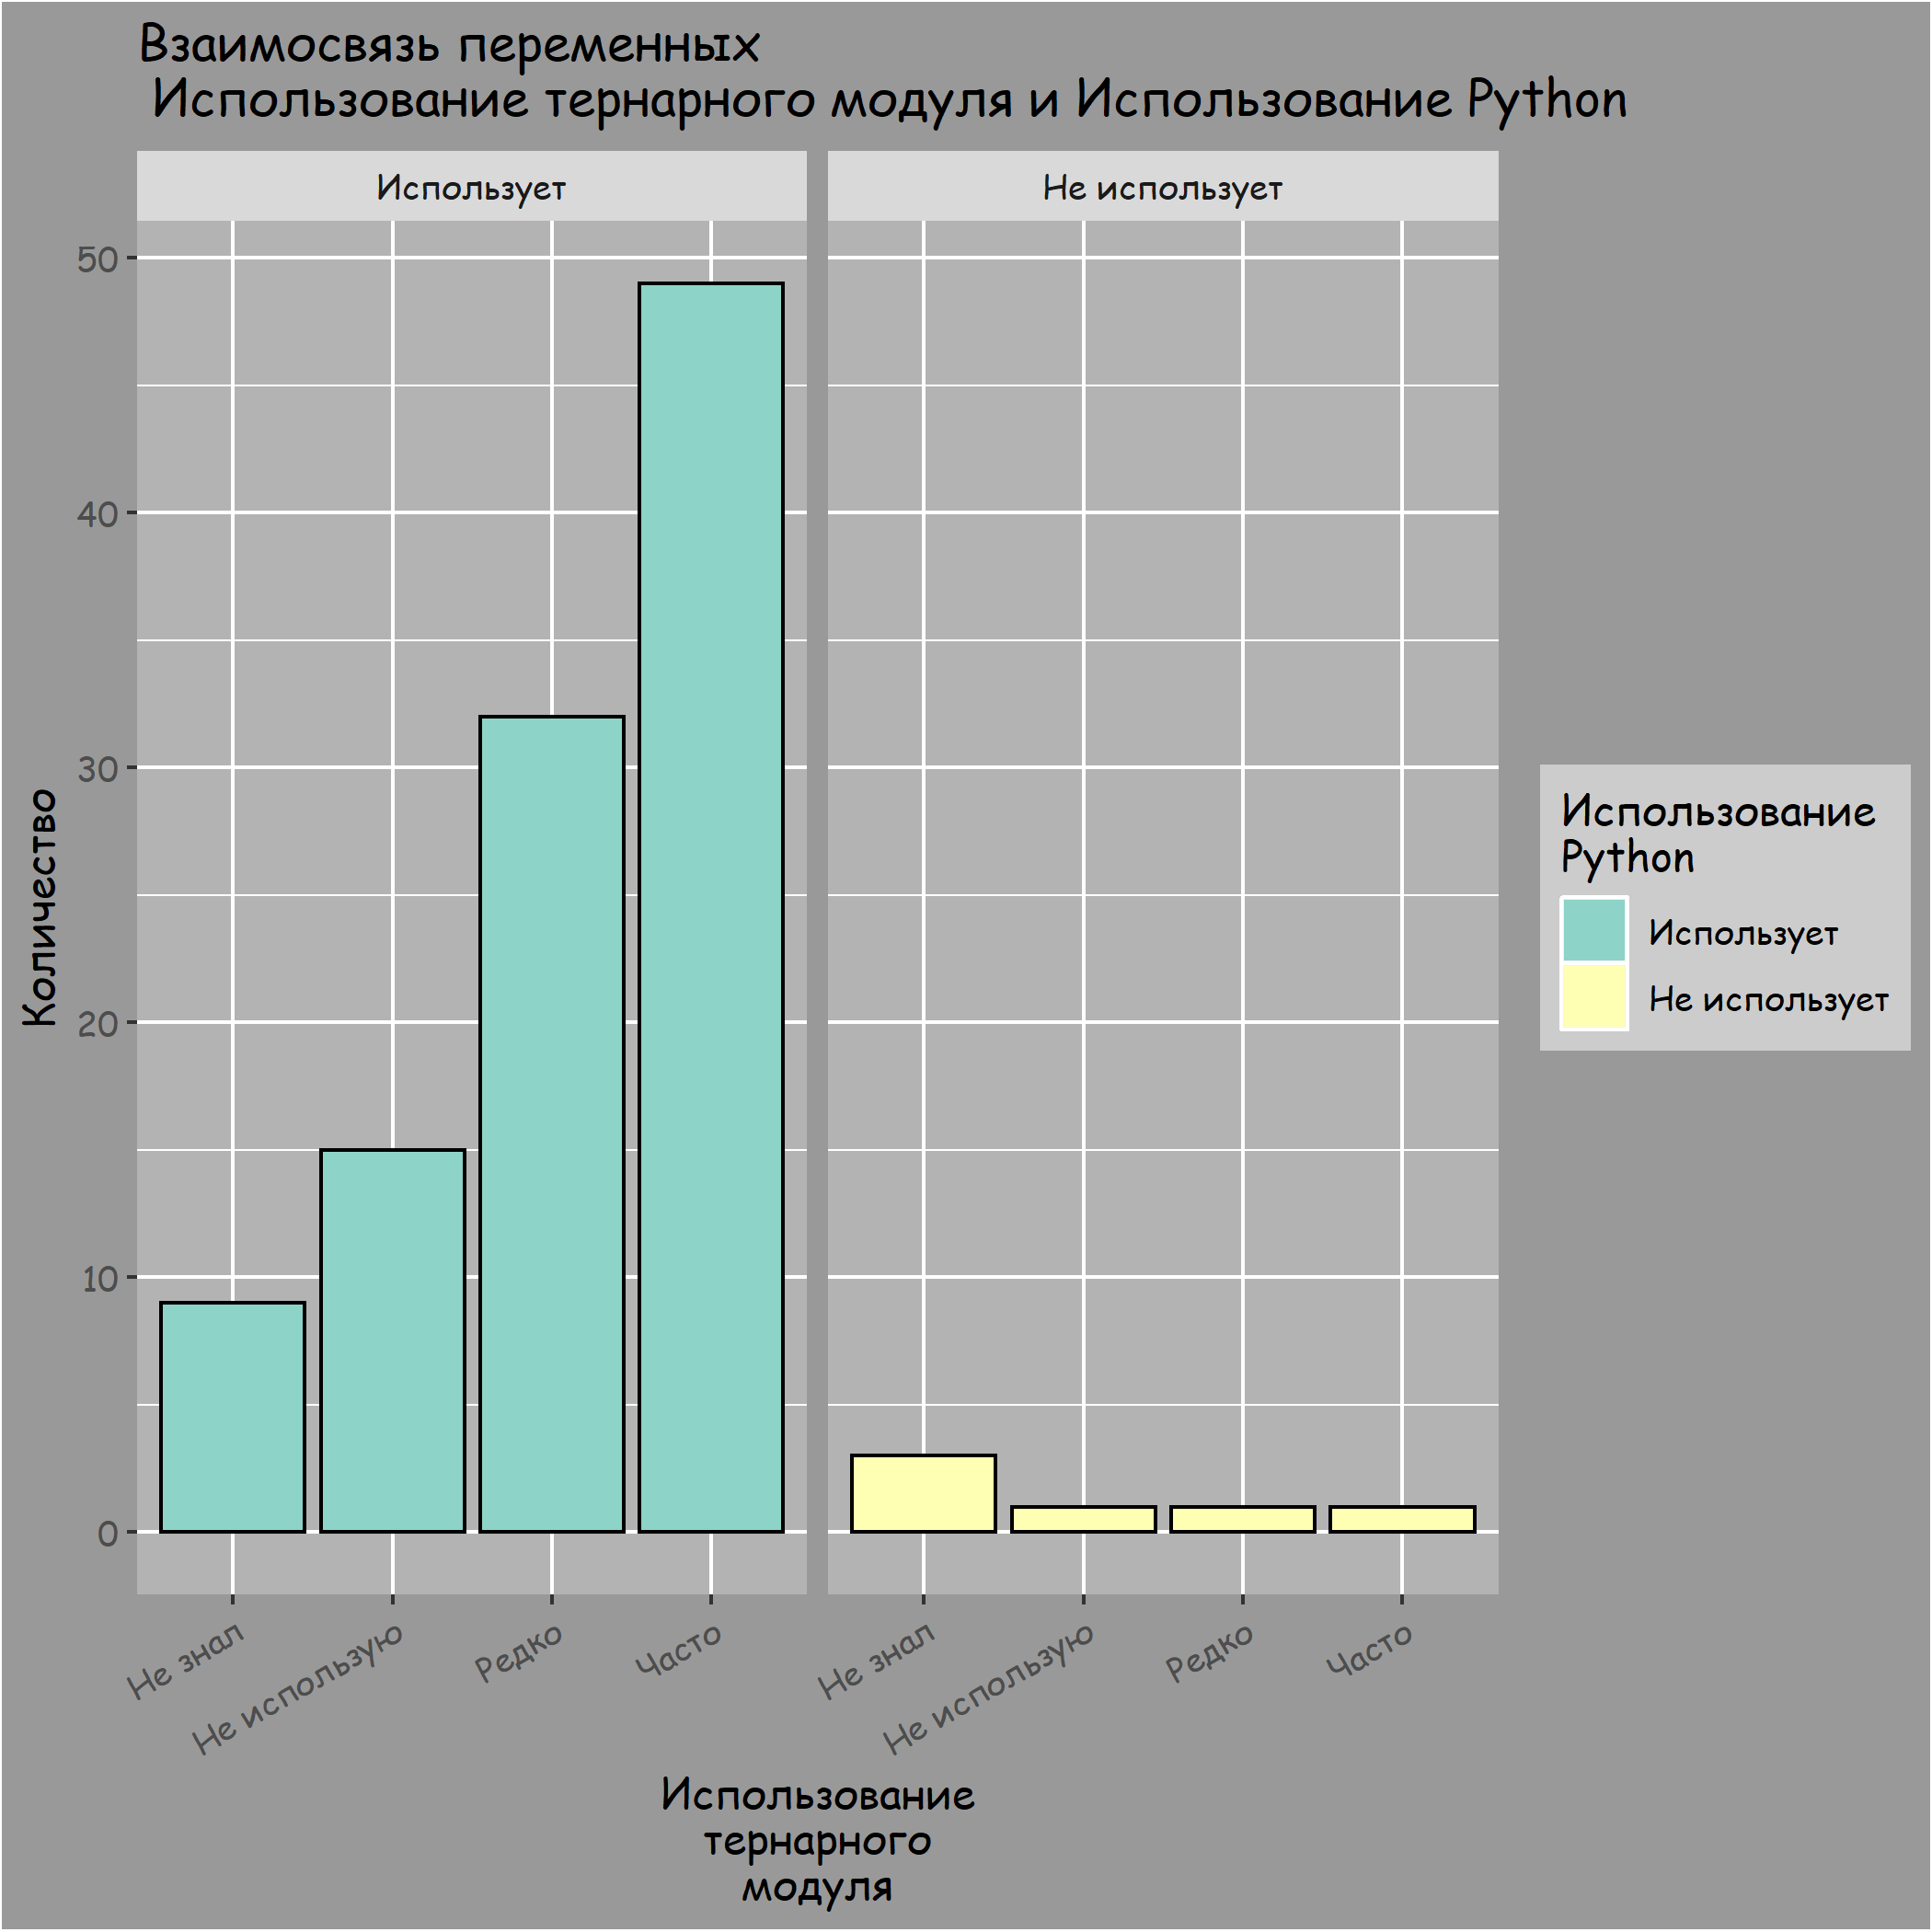 Взаимосвязь переменных
Использование тернарного модуля и Использование Python
Использует
Не использует
50
40
30
20
10
0
Количество
Не знал
Не использую
Редко
Часто
Не знал
Не использую
Редко
Часто
Использование
тернарного
модуля
Использование
Python
Использует
Не использует